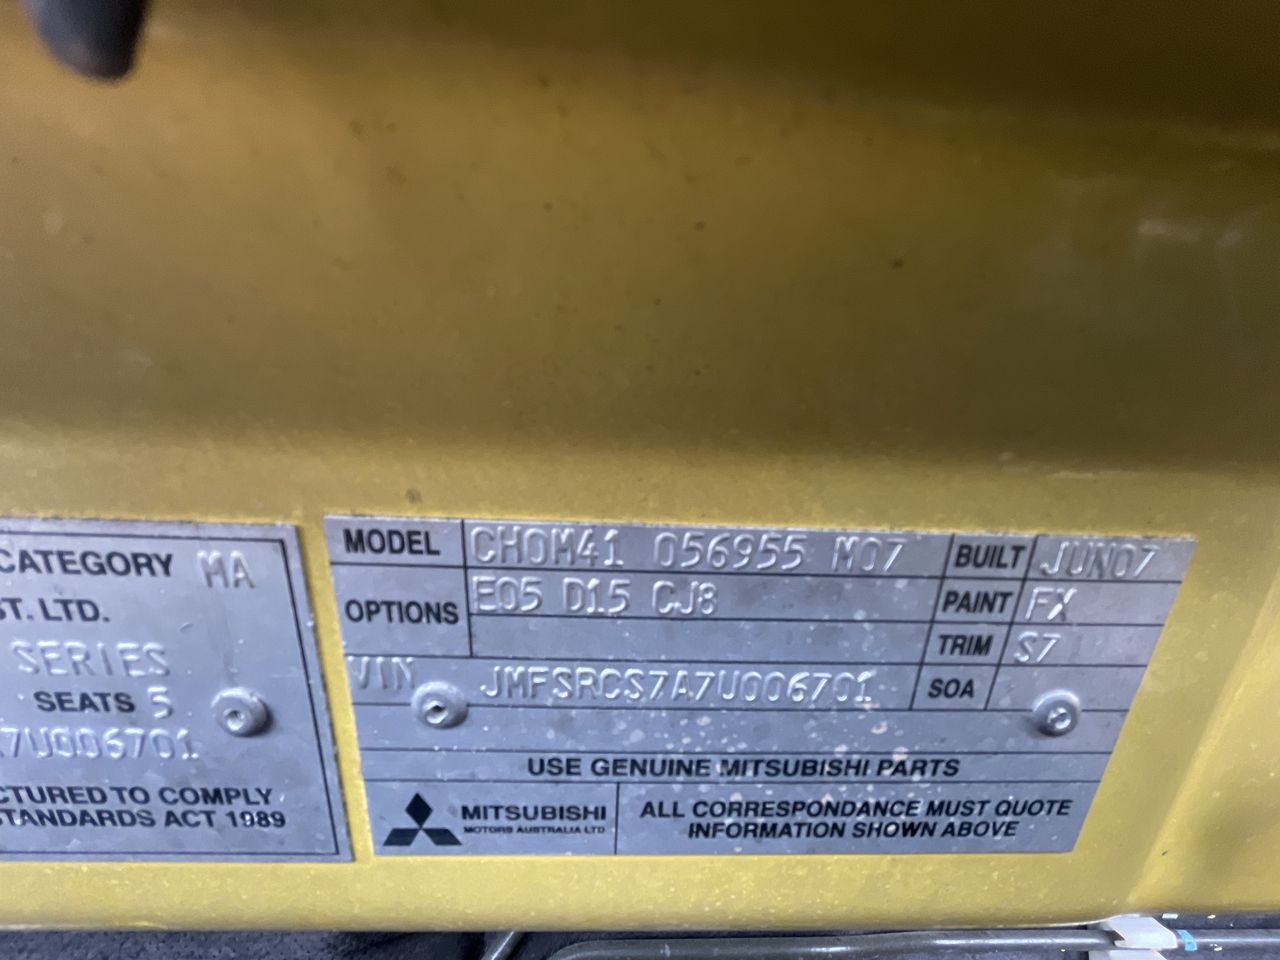 CATEGORY MA
ST. LTD.
SERIES
SEATS 5
7U006701
CTURED TO COMPLY
STANDARDS ACT 1989
MODEL CH0M41 056955 M07
BUILT JUN07
OPTIONS E05 D15 CJ8
PAINT FX
TRIM S7
VIN JMFSRCS7A7U006701
SOA
USE GENUINE MITSUBISHI PARTS
MITSUBISHI
MOTORS AUSTRALIA LTD
ALL CORRESPONDANCE MUST QUOTE
INFORMATION SHOWN ABOVE